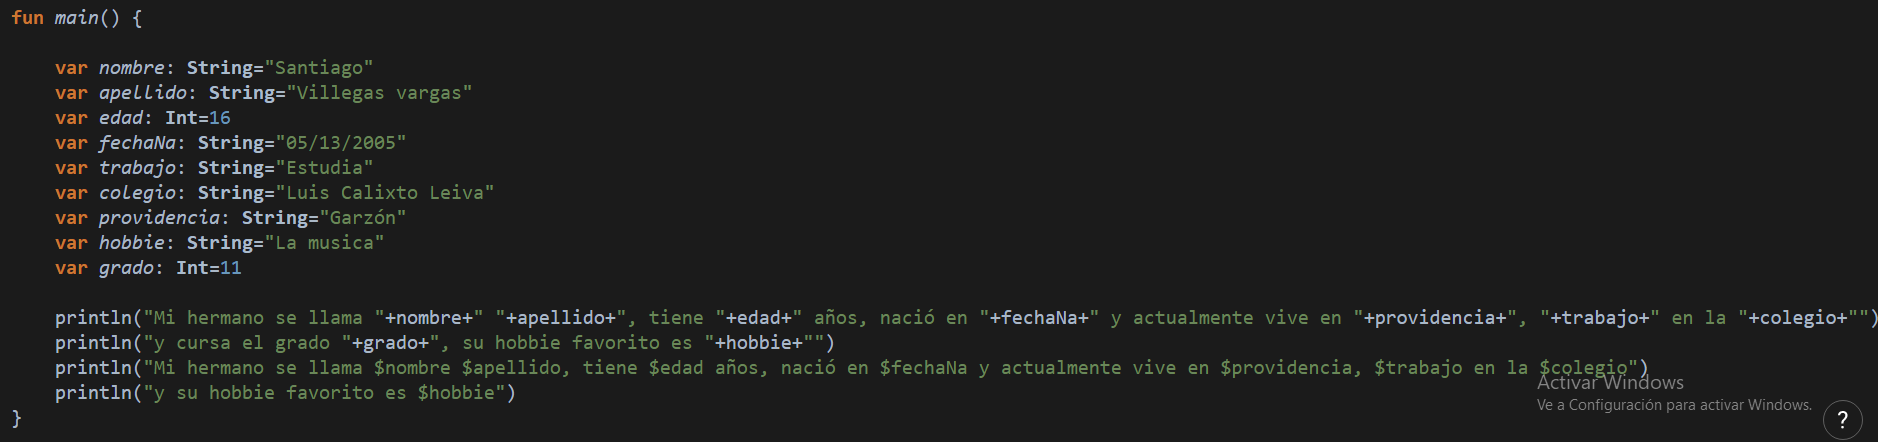 fun main() {
var nombre: String="Santiago"
var apellido: String="Villegas vargas"
var edad: Int=16
var fechaNa: String="05/13/2005"
var trabajo: String="Estudia"
var colegio: String="Luis Calixto Leiva"
var providencia: String="Garzón"
var hobbie: String="La musica"
var grado: Int=11
println("Mi hermano se llama "+nombre+" "+apellido+", tiene "+edad+" años, nació en "+fechaNa+" y actualmente vive en "+providencia+", "+trabajo+" en la "+colegio+"")
println("y cursa el grado "+grado+", su hobbie favorito es "+hobbie+"")
println("Mi hermano se llama $nombre $apellido, tiene $edad años, nació en $fechaNa y actualmente vive en $providencia, $trabajo en la $colegio")
println("y su hobbie favorito es $hobbie")
}
Activar Windows
Ve a Configuración para activar Windows.
?